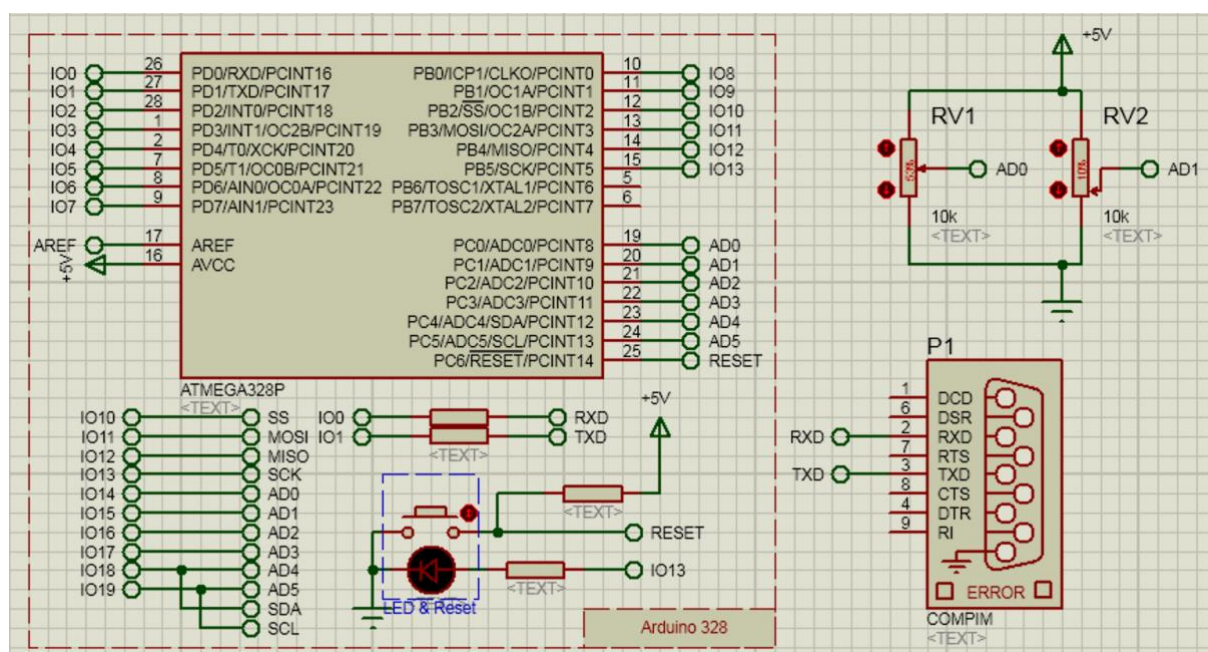 26
IO0 PD0/RXD/PCINT16
27
IO1 PD1/TXD/PCINT17
28
IO2 PD2/INT0/PCINT18
1
IO3 PD3/INT1/OC2B/PCINT19
2
IO4 PD4/T0/XCK/PCINT20
7
IO5 PD5/T1/OC0B/PCINT21
8
IO6 PD6/AIN0/OC0A/PCINT22
9
IO7 PD7/AIN1/PCINT23
17
AREF AREF
16
+5V AVCC
10
PB0/ICP1/CLKO/PCINT0 IO8
11
PB1/OC1A/PCINT1 IO9
12
PB2/SS/OC1B/PCINT2 IO10
13
PB3/MOSI/OC2A/PCINT3 IO11
14
PB4/MISO/PCINT4 IO12
15
PB5/SCK/PCINT5 IO13
5
PB6/TOSC1/XTAL1/PCINT6
6
PB7/TOSC2/XTAL2/PCINT7
19
PC0/ADC0/PCINT8 AD0
20
PC1/ADC1/PCINT9 AD1
21
PC2/ADC2/PCINT10 AD2
22
PC3/ADC3/PCINT11 AD3
23
PC4/ADC4/SDA/PCINT12 AD4
24
PC5/ADC5/SCL/PCINT13 AD5
25
PC6/RESET/PCINT14 RESET
ATMEGA328P
<TEXT>
IO10 SS
IO11 MOSI
IO12 MISO
IO13 SCK
IO14 AD0
IO15 AD1
IO16 AD2
IO17 AD3
IO18 AD4
IO19 AD5
SDA
SCL
IO0 RXD
IO1 TXD
<TEXT>
+5V
<TEXT>
RESET
IO13
<TEXT>
LED & Reset
Arduino 328
+5V
RV1
RV2
53%
10%
AD0
AD1
10k
<TEXT>
10k
<TEXT>
P1
1 DCD
6 DSR
RXD 2 RXD
7 RTS
TXD 3 TXD
8 CTS
4 DTR
9 RI
ERROR
COMPIM
<TEXT>